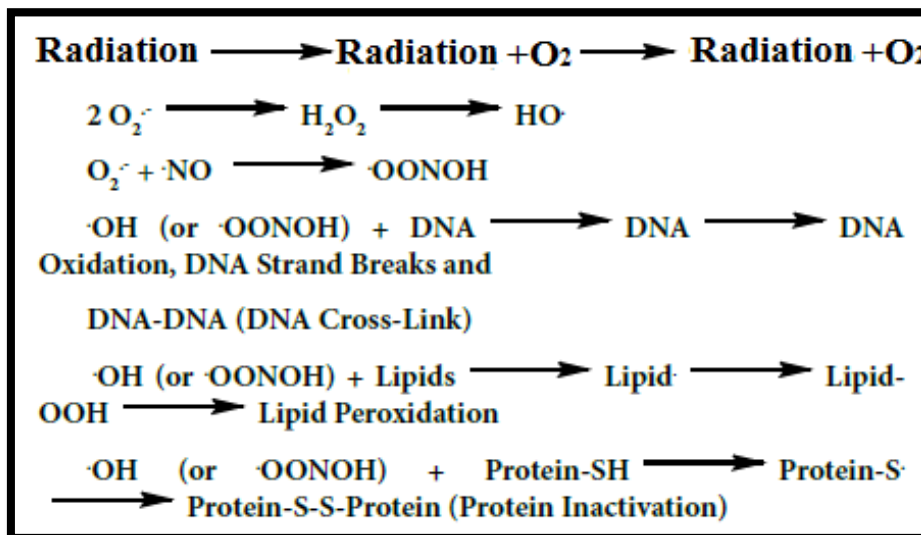 Radiation ⟶ Radiation +O₂ ⟶ Radiation +O₂
2 O₂·⁻ ⟶ H₂O₂ ⟶ HO·
O₂·⁻ + ·NO ⟶ ·OONOH
·OH (or ·OONOH) + DNA ⟶ DNA ⟶ DNA
Oxidation, DNA Strand Breaks and
DNA-DNA (DNA Cross-Link)
·OH (or ·OONOH) + Lipids ⟶ Lipid· ⟶ Lipid-
OOH ⟶ Lipid Peroxidation
·OH (or ·OONOH) + Protein-SH ⟶ Protein-S·
⟶ Protein-S-S-Protein (Protein Inactivation)